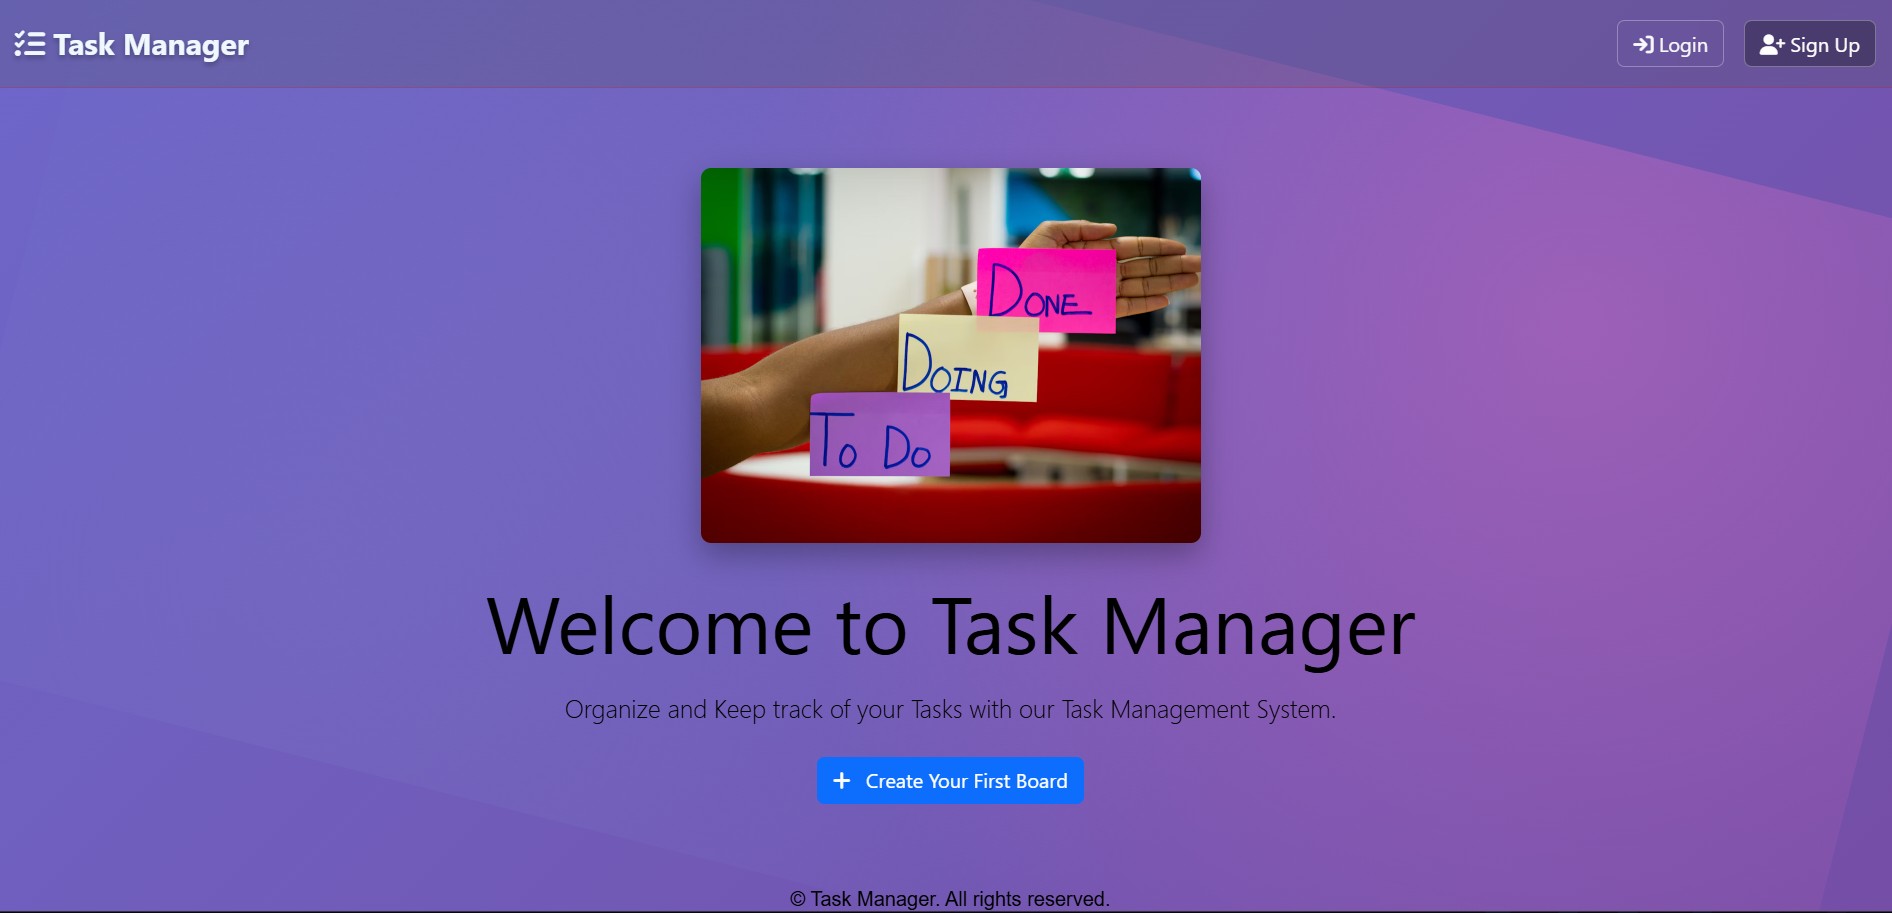 Task Manager
Login
Sign Up
DONE
DOING
TO DO
Welcome to Task Manager
Organize and Keep track of your Tasks with our Task Management System.
Create Your First Board
© Task Manager. All rights reserved.